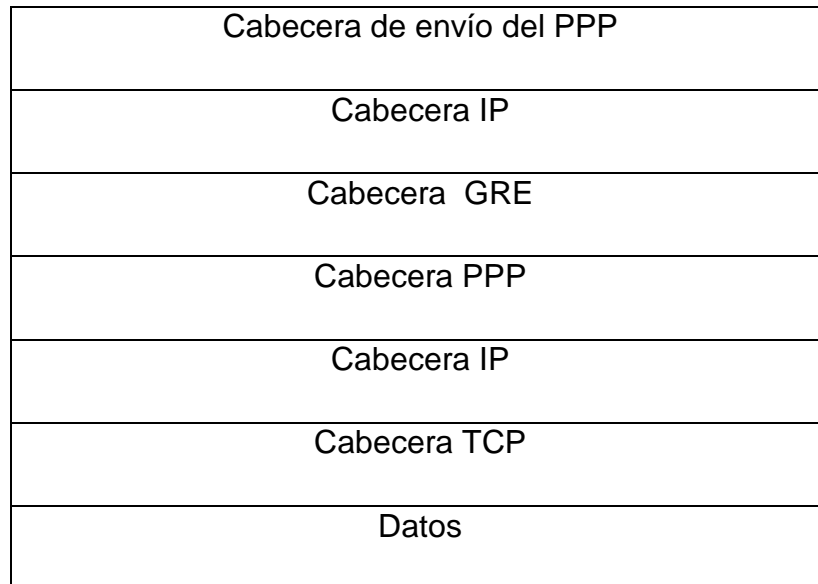 Cabecera de envío del PPP
Cabecera IP
Cabecera GRE
Cabecera PPP
Cabecera IP
Cabecera TCP
Datos